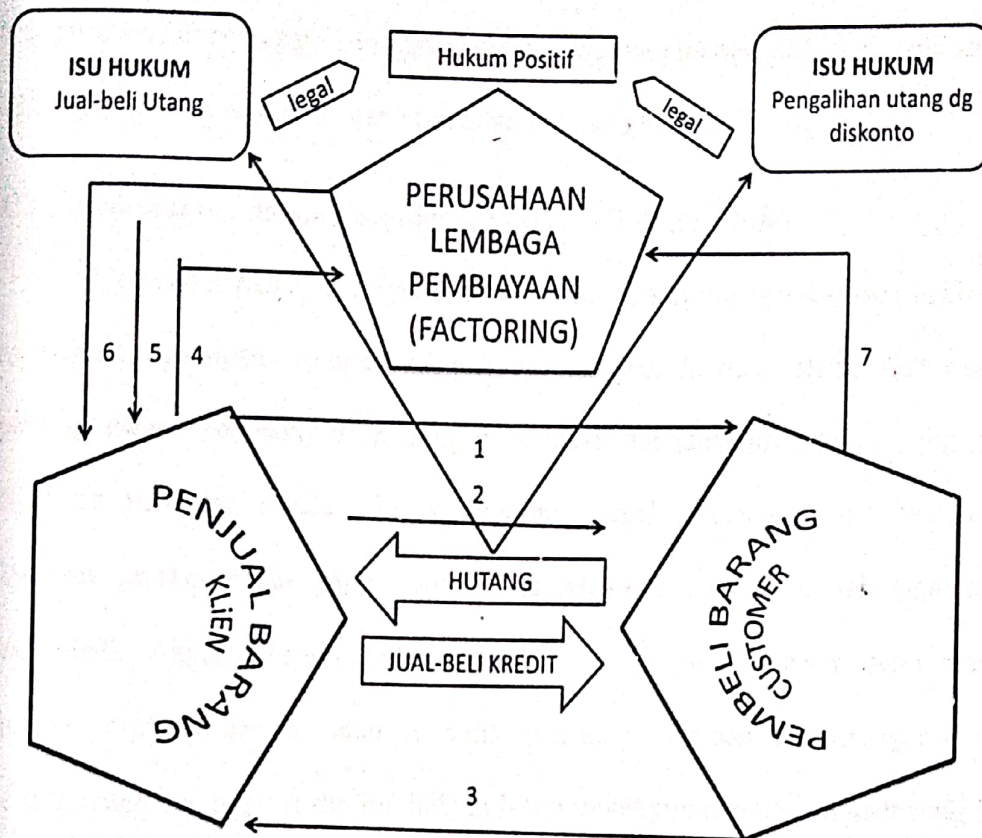 ISU HUKUM
Jual-beli Utang
legal
Hukum Positif
legal
ISU HUKUM
Pengalihan utang dg
diskonto
PERUSAHAAN
LEMBAGA
PEMBIAYAAN
(FACTORING)
6
5
4
7
1
2
PENJUAL BARANG
KLiEN
HUTANG
JUAL-BELI KREDIT
PEMBELI BARANG
CUSTOMER
3